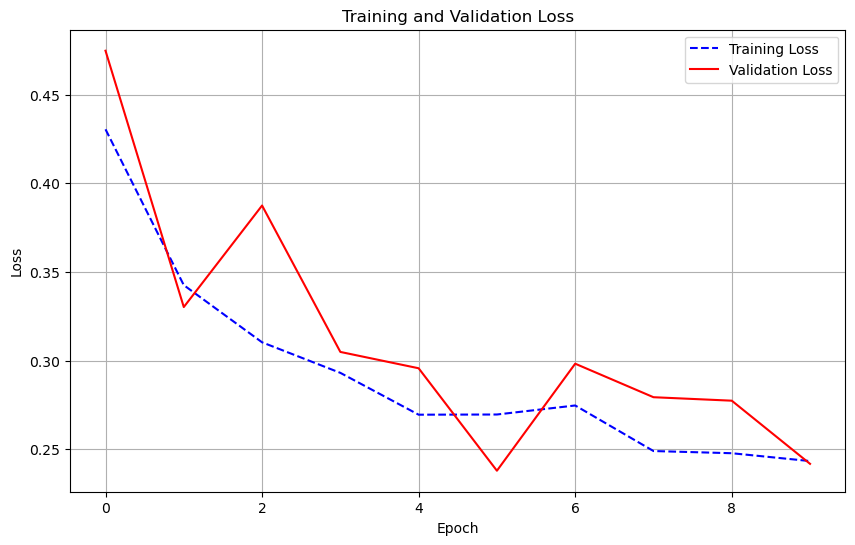 Training and Validation Loss
Training Loss
Validation Loss
0.45
0.40
0.35
0.30
0.25
Loss
0 2 4 6 8
Epoch